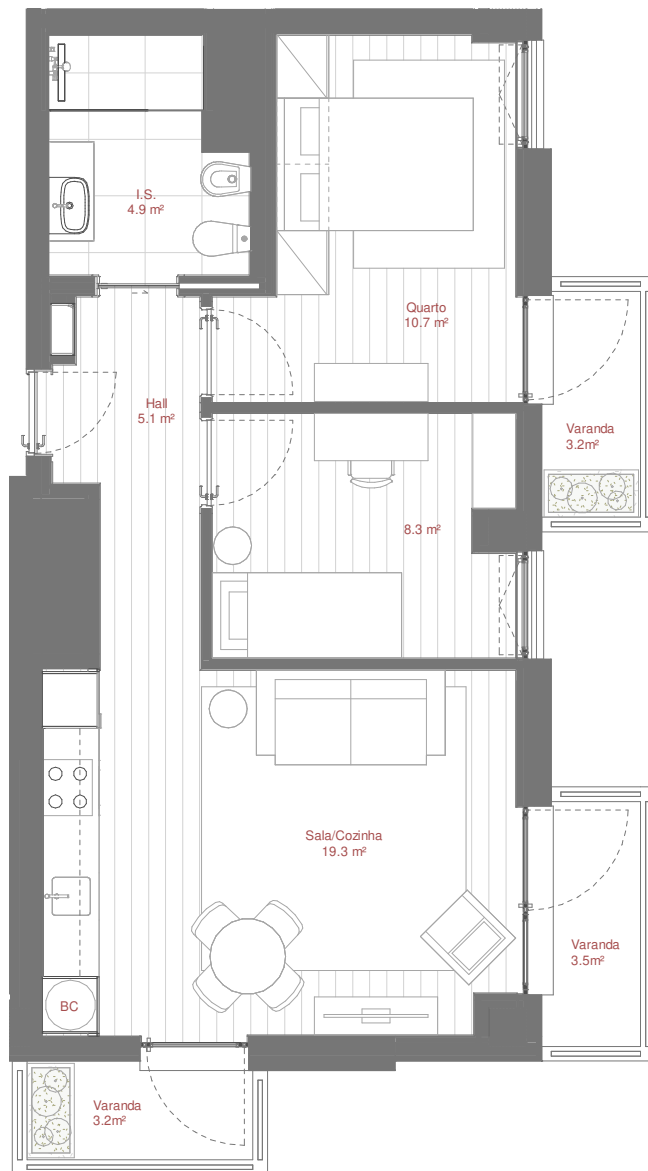 I.S.
4.9 m²
Quarto
10.7 m²
Hall
5.1 m²
Varanda
3.2m²
8.3 m²
Sala/Cozinha
19.3 m²
Varanda
3.5m²
BC
Varanda
3.2m²